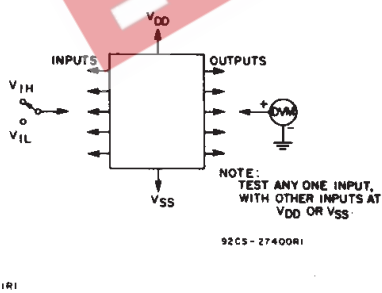 VDD
INPUTS
OUTPUTS
VIH
VIL
+
DVM
-
VSS
NOTE:
TEST ANY ONE INPUT,
WITH OTHER INPUTS AT
VDD OR VSS.
92CS-27400RI
IRI